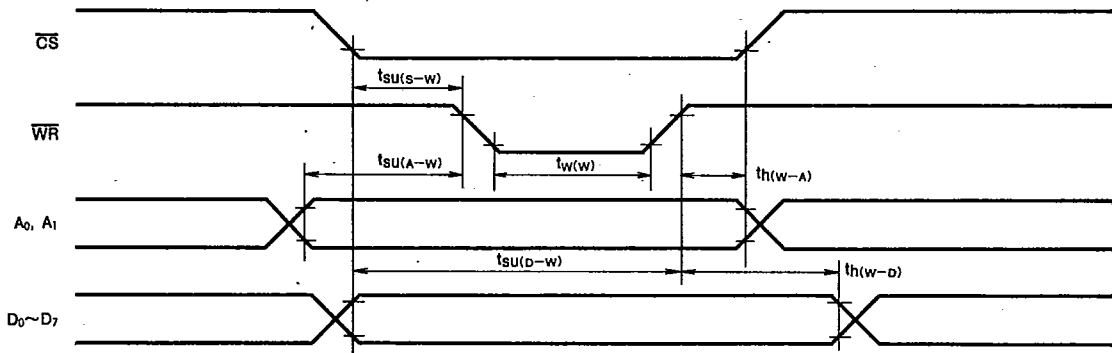 CS
tSU(S-W)
WR
tSU(A-W)
tW(W)
th(W-A)
A0, A1
tSU(D-W)
th(W-D)
D0~D7